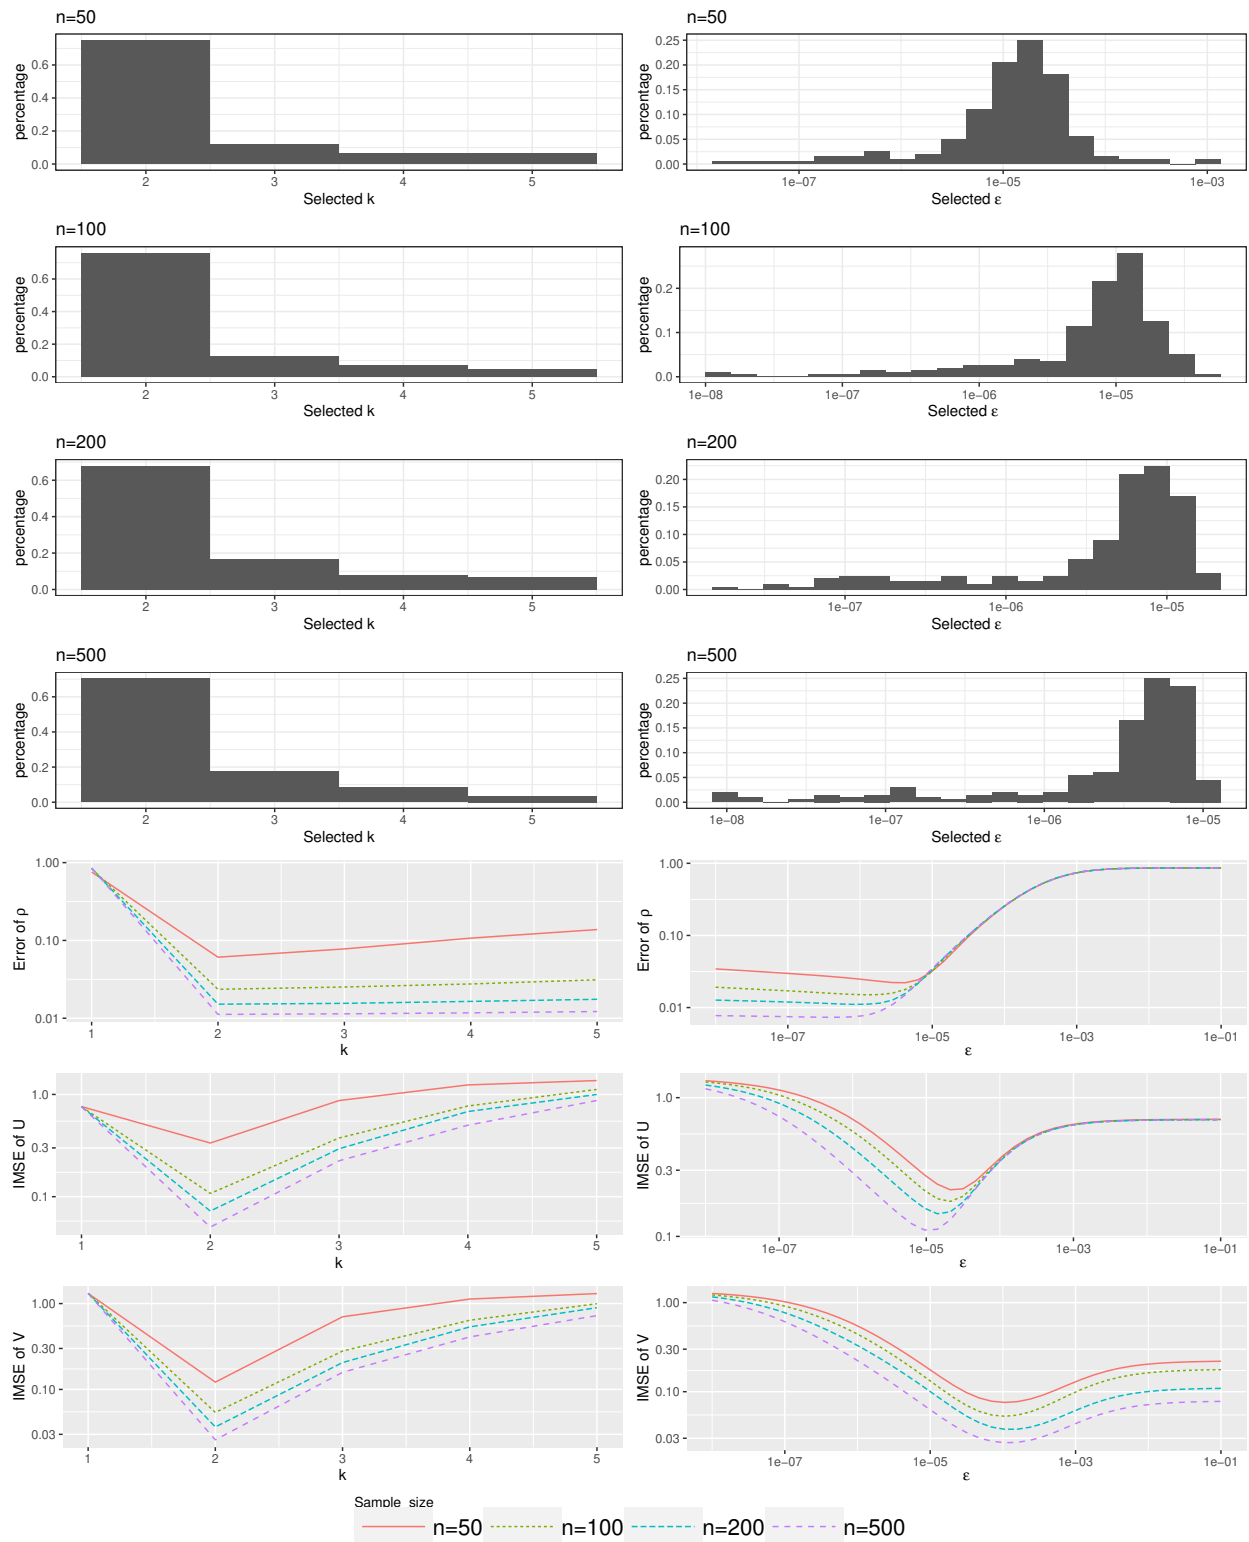 n=50
percentage
0.6
0.4
0.2
0.0
2 3 4 5
Selected k
n=50
percentage
0.25
0.20
0.15
0.10
0.05
0.00
1e−07 1e−05 1e−03
Selected ε
n=100
percentage
0.6
0.4
0.2
0.0
2 3 4 5
Selected k
n=100
percentage
0.2
0.1
0.0
1e−08 1e−07 1e−06 1e−05
Selected ε
n=200
percentage
0.6
0.4
0.2
0.0
2 3 4 5
Selected k
n=200
percentage
0.20
0.15
0.10
0.05
0.00
1e−07 1e−06 1e−05
Selected ε
n=500
percentage
0.6
0.4
0.2
0.0
2 3 4 5
Selected k
n=500
percentage
0.25
0.20
0.15
0.10
0.05
0.00
1e−08 1e−07 1e−06 1e−05
Selected ε
Error of ρ
1.00
0.10
0.01
1 2 3 4 5
k
Error of ρ
1.00
0.10
0.01
1e−07 1e−05 1e−03 1e−01
ε
IMSE of U
1.0
0.3
0.1
1 2 3 4 5
k
IMSE of U
1.0
0.3
0.1
1e−07 1e−05 1e−03 1e−01
ε
IMSE of V
1.00
0.30
0.10
0.03
1 2 3 4 5
k
IMSE of V
1.00
0.30
0.10
0.03
1e−07 1e−05 1e−03 1e−01
ε
Sample_size
n=50 n=100 n=200 n=500